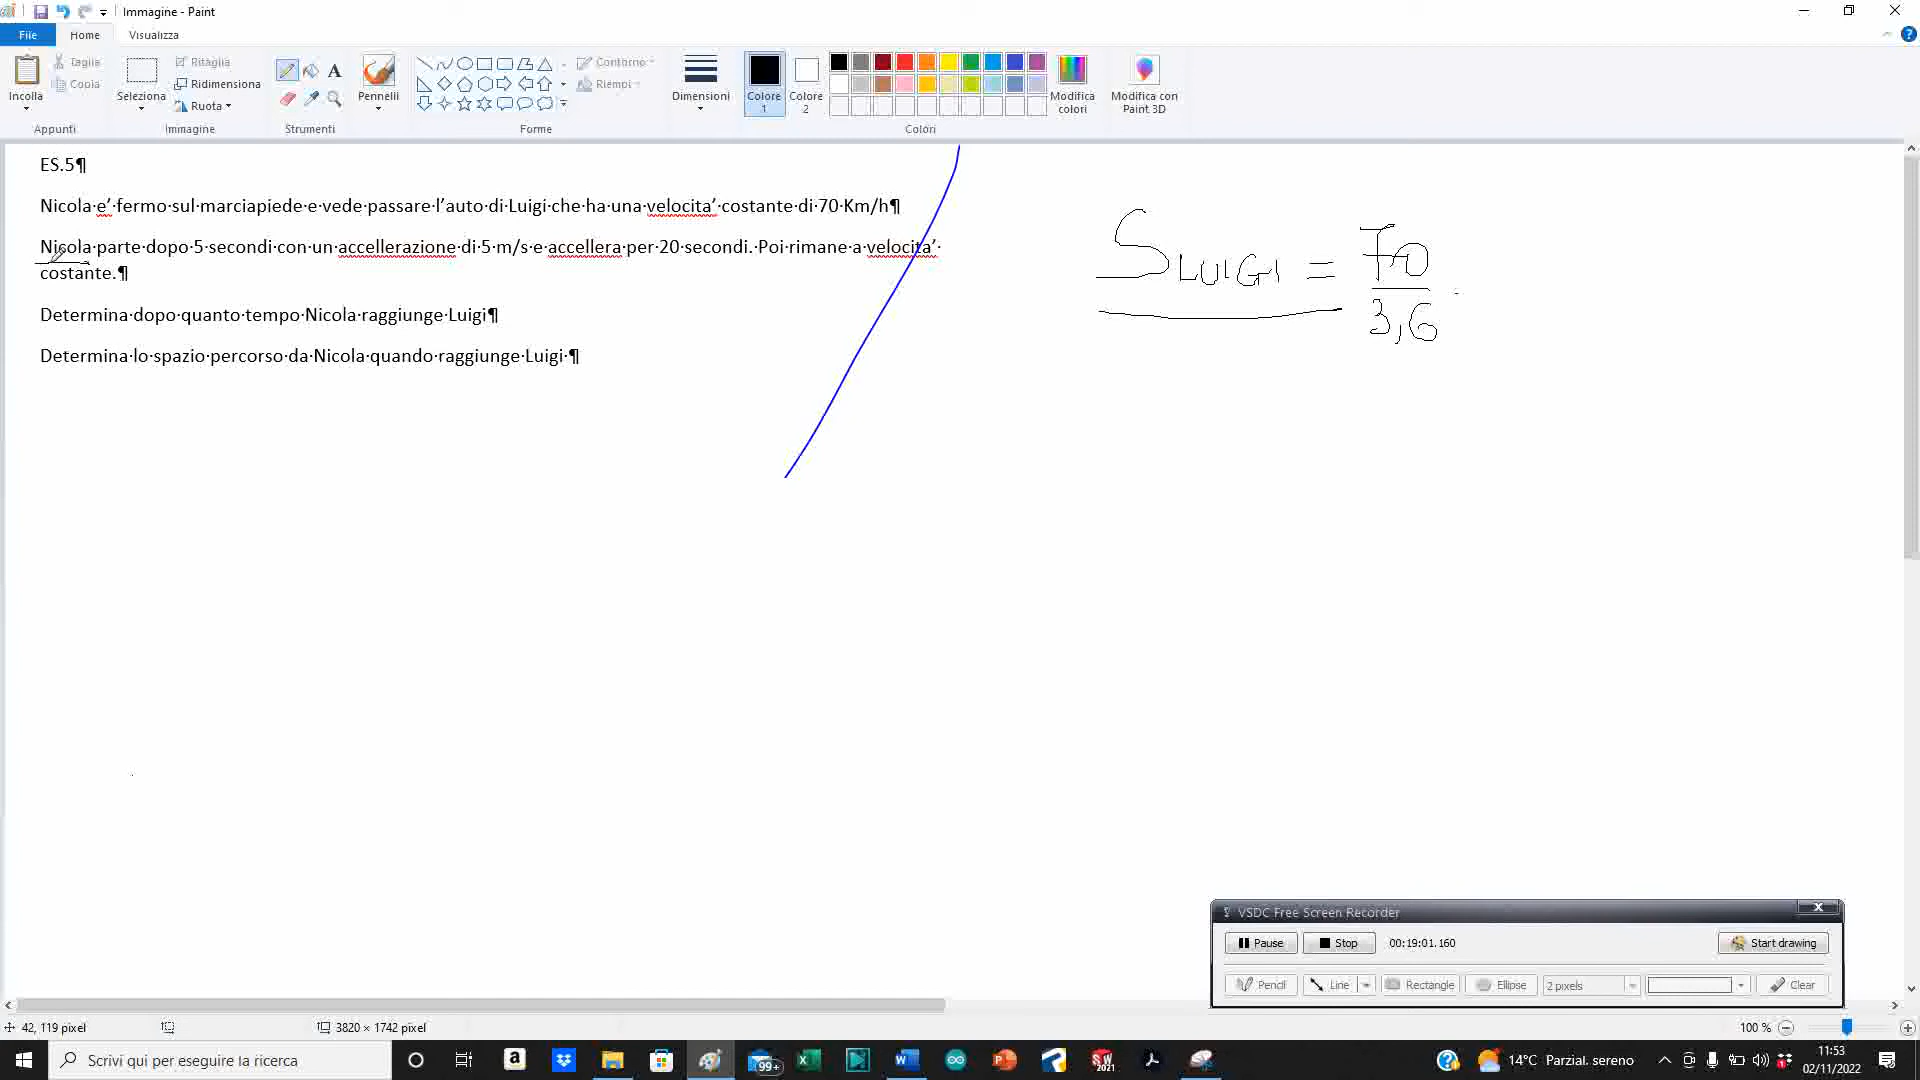 Immagine - Paint
File Home Visualizza
Incolla
Taglia
Copia
Appunti
Seleziona
Ritaglia
Ridimensiona
Ruota
Immagine
A
Strumenti
Pennelli
Contorno
Riempi
Forme
Dimensioni
Colore 1
Colore 2
Modifica colori
Modifica con Paint 3D
Colori
ES.5¶
Nicola·e’·fermo·sul·marciapiede·e·vede·passare·l’auto·di·Luigi·che·ha·una·velocita’·costante·di·70·Km/h¶
Nicola·parte·dopo·5·secondi·con·un·accellerazione·di·5·m/s·e·accellera·per·20·secondi.·Poi·rimane·a·velocita’·
costante.¶
Determina·dopo·quanto·tempo·Nicola·raggiunge·Luigi¶
Determina·lo·spazio·percorso·da·Nicola·quando·raggiunge·Luigi·¶
S LUIGI = 70
3,6
VSDC Free Screen Recorder
Pause Stop 00:19:01.160 Start drawing
Pencil Line Rectangle Ellipse 2 pixels Clear
42, 119 pixel 3820 × 1742 pixel 100 %
Scrivi qui per eseguire la ricerca
99+
2021
14°C Parzial. sereno
11:53
02/11/2022